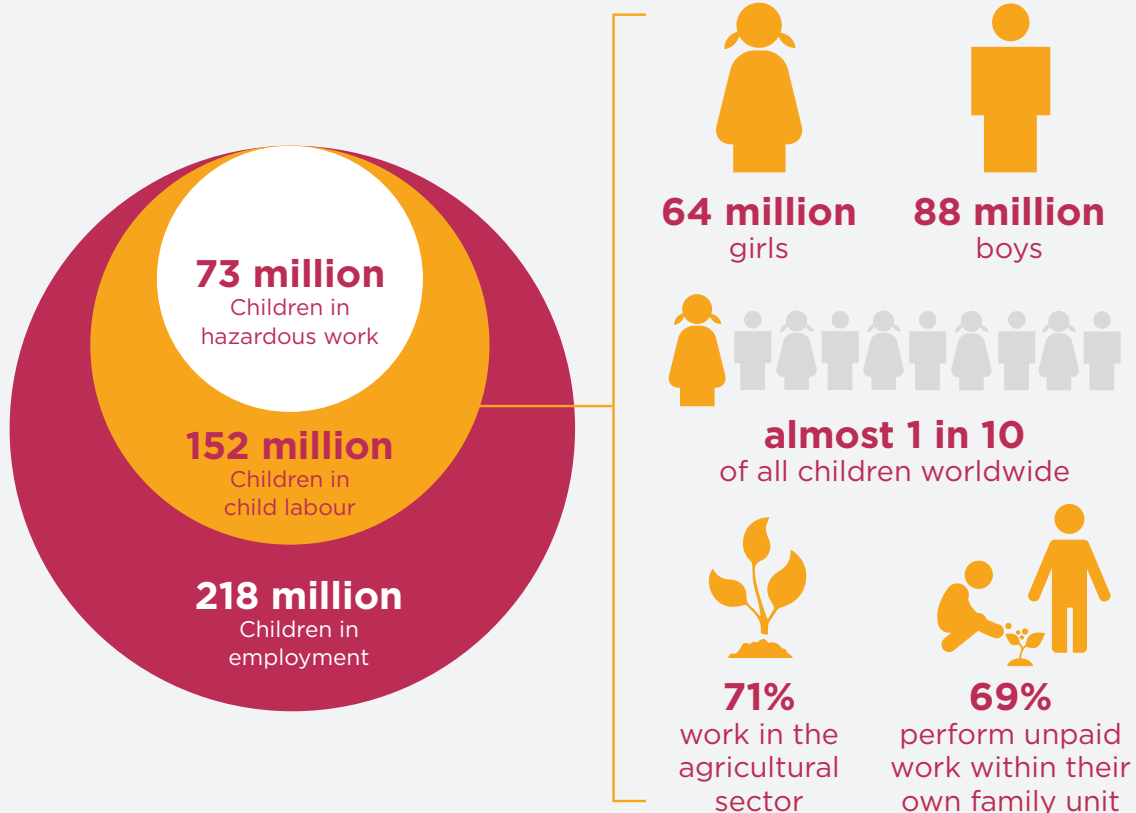 73 million
Children in
hazardous work
152 million
Children in
child labour
218 million
Children in
employment
64 million
girls
88 million
boys
almost 1 in 10
of all children worldwide
71%
work in the
agricultural
sector
69%
perform unpaid
work within their
own family unit